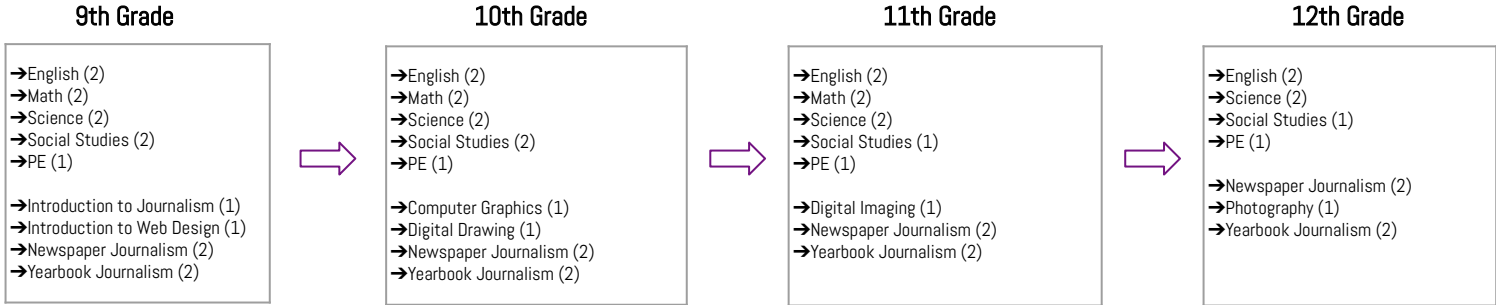 9th Grade
➔English (2)
➔Math (2)
➔Science (2)
➔Social Studies (2)
➔PE (1)
➔Introduction to Journalism (1)
➔Introduction to Web Design (1)
➔Newspaper Journalism (2)
➔Yearbook Journalism (2)
10th Grade
➔English (2)
➔Math (2)
➔Science (2)
➔Social Studies (2)
➔PE (1)
➔Computer Graphics (1)
➔Digital Drawing (1)
➔Newspaper Journalism (2)
➔Yearbook Journalism (2)
11th Grade
➔English (2)
➔Math (2)
➔Science (2)
➔Social Studies (1)
➔PE (1)
➔Digital Imaging (1)
➔Newspaper Journalism (2)
➔Yearbook Journalism (2)
12th Grade
➔English (2)
➔Science (2)
➔Social Studies (1)
➔PE (1)
➔Newspaper Journalism (2)
➔Photography (1)
➔Yearbook Journalism (2)